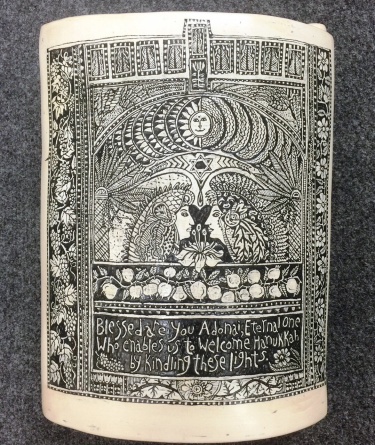 Blessed are You Adonai, Eternal one
Who enables us to Welcome Hanukkah
by kindling these lights.